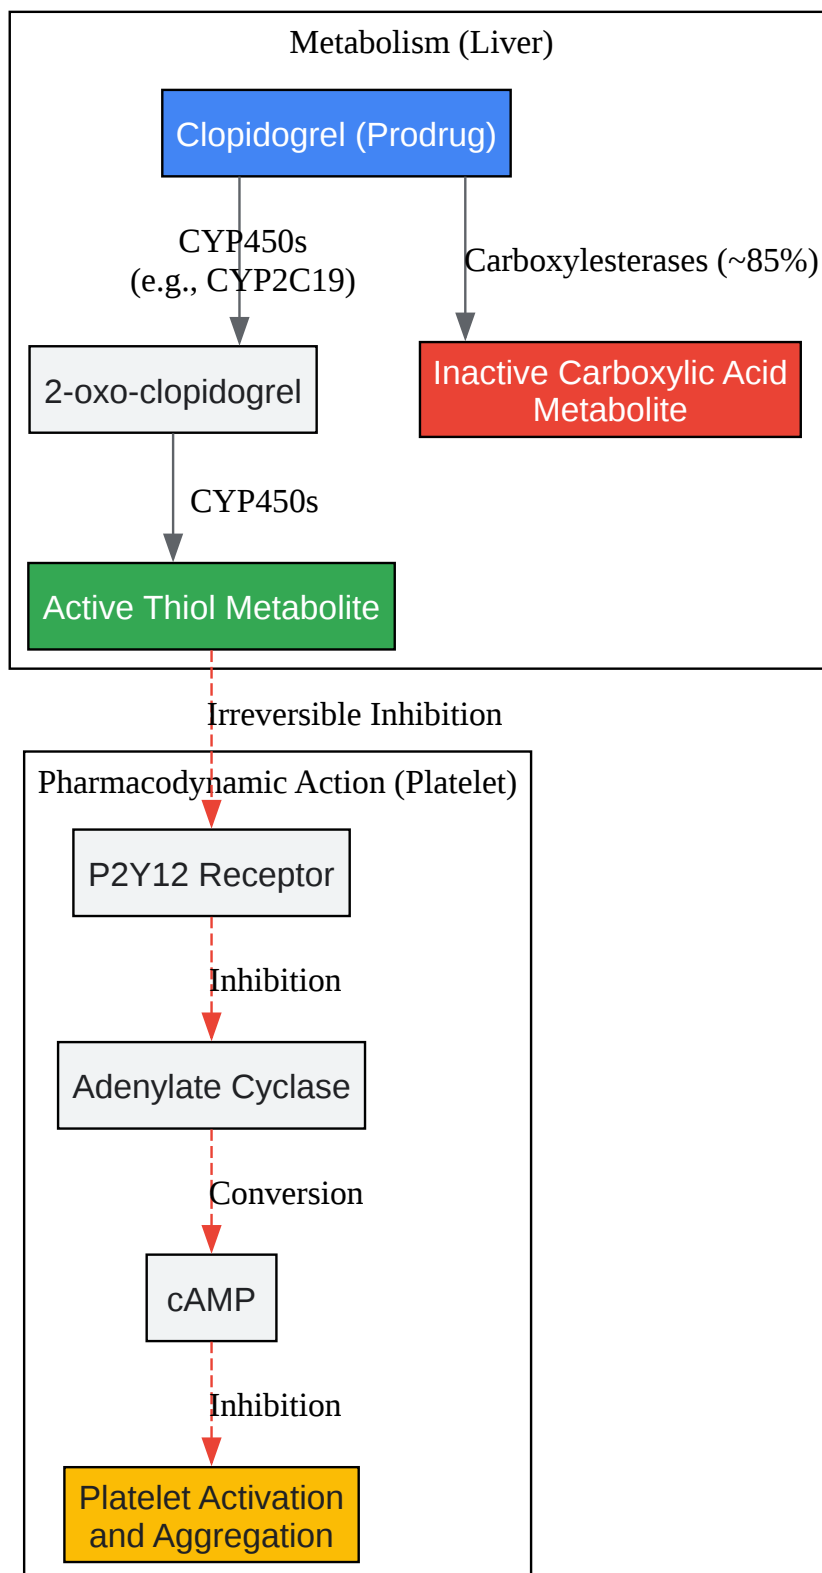 Metabolism (Liver)
Clopidogrel (Prodrug)
CYP450s
(e.g., CYP2C19)
Carboxylesterases (~85%)
2-oxo-clopidogrel
Inactive Carboxylic Acid
Metabolite
CYP450s
Active Thiol Metabolite
Irreversible Inhibition
Pharmacodynamic Action (Platelet)
P2Y12 Receptor
Inhibition
Adenylate Cyclase
Conversion
cAMP
Inhibition
Platelet Activation
and Aggregation